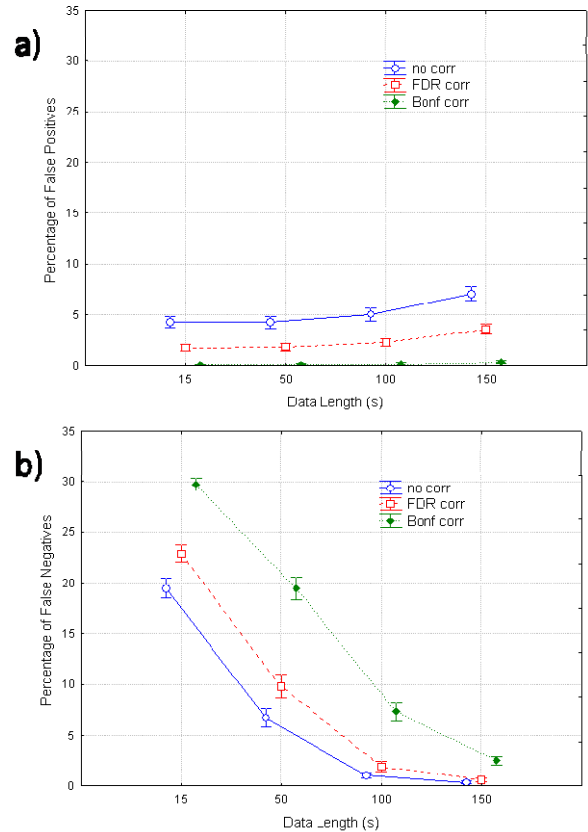 a)
35
30
25
20
15
10
5
0
Percentage of False Positives
no corr
FDR corr
Bonf corr
15 50 100 150
Data Length (s)
b)
35
30
25
20
15
10
5
0
Percentage of False Negatives
no corr
FDR corr
Bonf corr
15 50 100 150
Data Length (s)